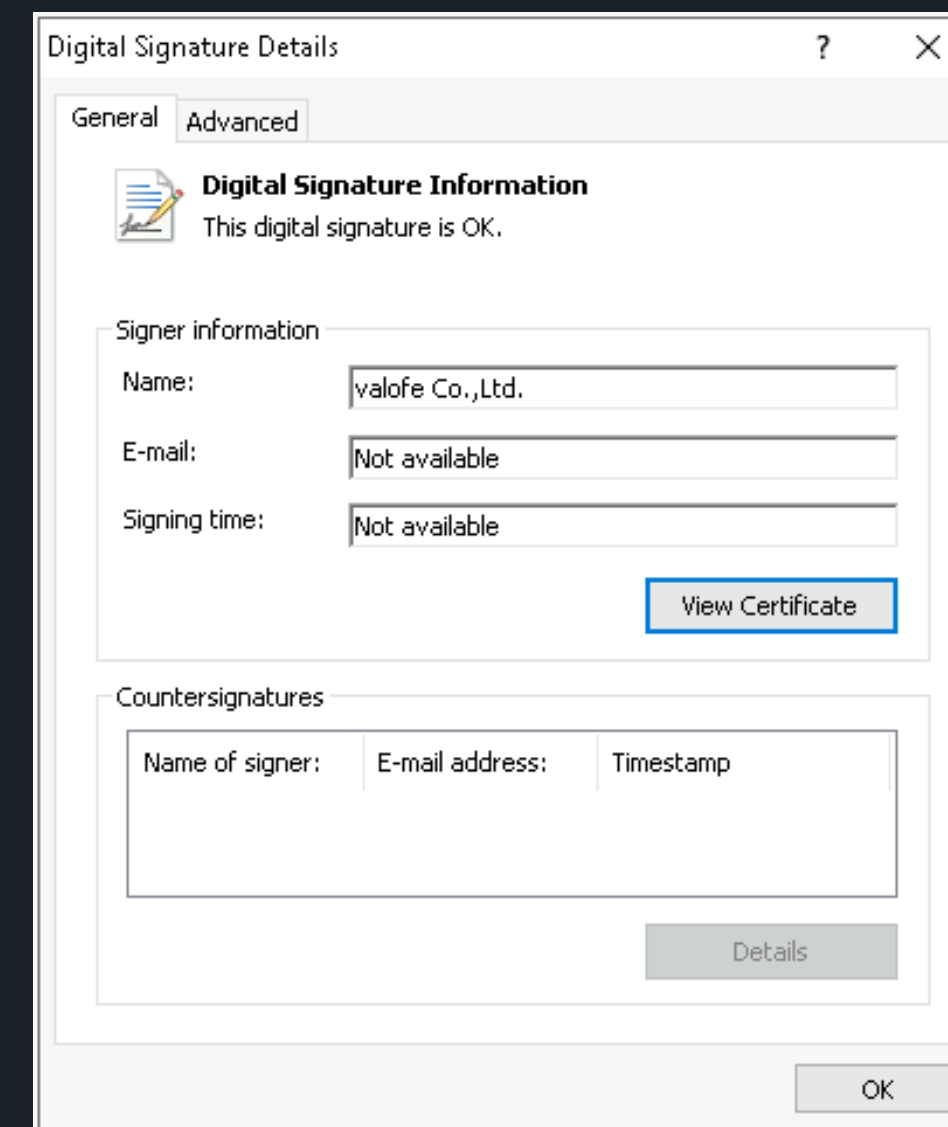 Digital Signature Details
General Advanced
Digital Signature Information
This digital signature is OK.
Signer information
Name: valofe Co.,Ltd.
E-mail: Not available
Signing time: Not available
View Certificate
Countersignatures
Name of signer: E-mail address: Timestamp
Details
OK